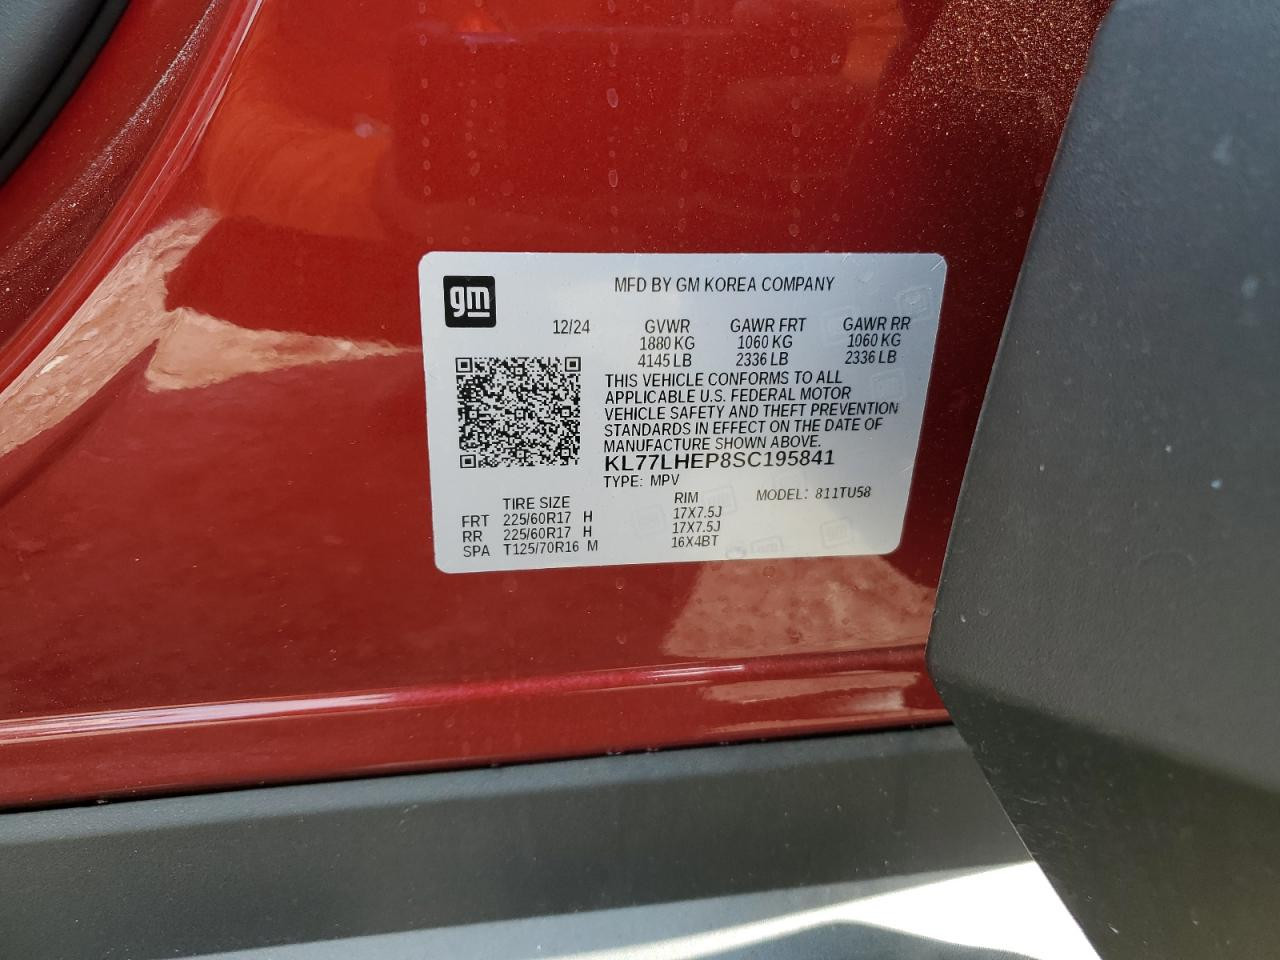 gm
MFD BY GM KOREA COMPANY
12/24 GVWR GAWR FRT GAWR RR
1880 KG 1060 KG 1060 KG
4145 LB 2336 LB 2336 LB
THIS VEHICLE CONFORMS TO ALL
APPLICABLE U.S. FEDERAL MOTOR
VEHICLE SAFETY AND THEFT PREVENTION
STANDARDS IN EFFECT ON THE DATE OF
MANUFACTURE SHOWN ABOVE.
KL77LHEP8SC195841
TYPE: MPV
TIRE SIZE RIM MODEL: 811TU58
FRT 225/60R17 H 17X7.5J
RR 225/60R17 H 17X7.5J
SPA T125/70R16 M 16X4BT